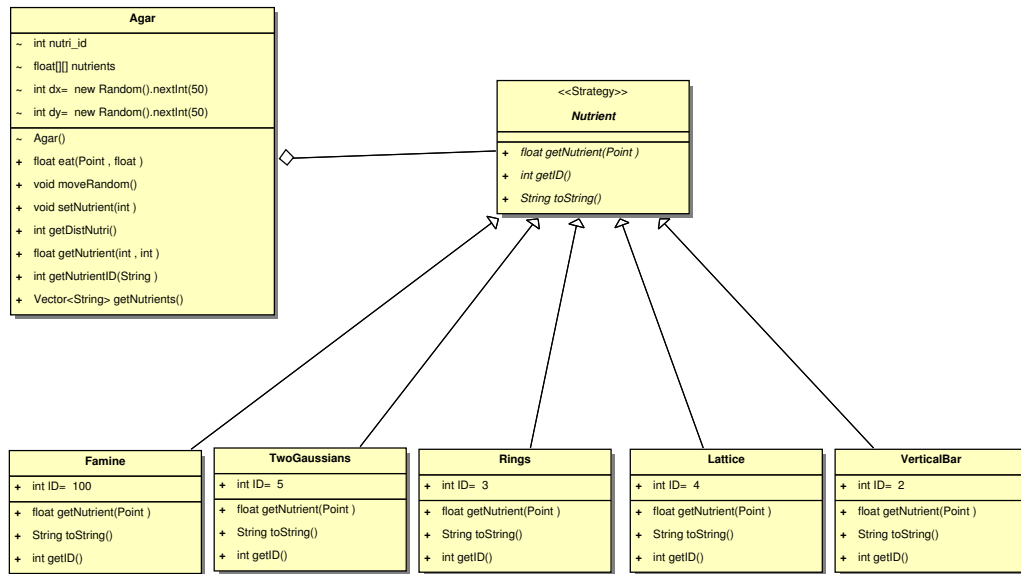 Agar
~ int nutri_id
~ float[][] nutrients
~ int dx= new Random().nextInt(50)
~ int dy= new Random().nextInt(50)
~ Agar()
+ float eat(Point , float )
+ void moveRandom()
+ void setNutrient(int )
+ int getDistNutri()
+ float getNutrient(int , int )
+ int getNutrientID(String )
+ Vector<String> getNutrients()
<<Strategy>>
Nutrient
+ float getNutrient(Point )
+ int getID()
+ String toString()
Famine
+ int ID= 100
+ float getNutrient(Point )
+ String toString()
+ int getID()
TwoGaussians
+ int ID= 5
+ float getNutrient(Point )
+ String toString()
+ int getID()
Rings
+ int ID= 3
+ float getNutrient(Point )
+ String toString()
+ int getID()
Lattice
+ int ID= 4
+ float getNutrient(Point )
+ String toString()
+ int getID()
VerticalBar
+ int ID= 2
+ float getNutrient(Point )
+ String toString()
+ int getID()